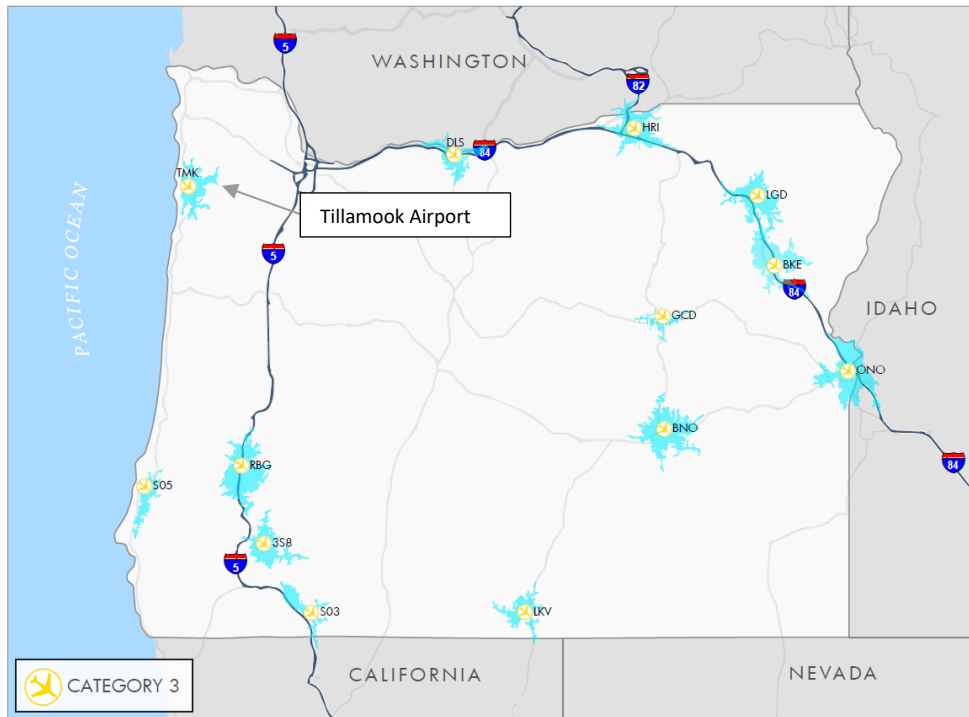 5
WASHINGTON
82
HRI
DLS
84
TMK
LGD
Tillamook Airport
5
BKE
84
PACIFIC OCEAN
IDAHO
GCD
ONO
BNO
RBG
84
S05
3S8
5
S03
LKV
CATEGORY 3
CALIFORNIA
NEVADA